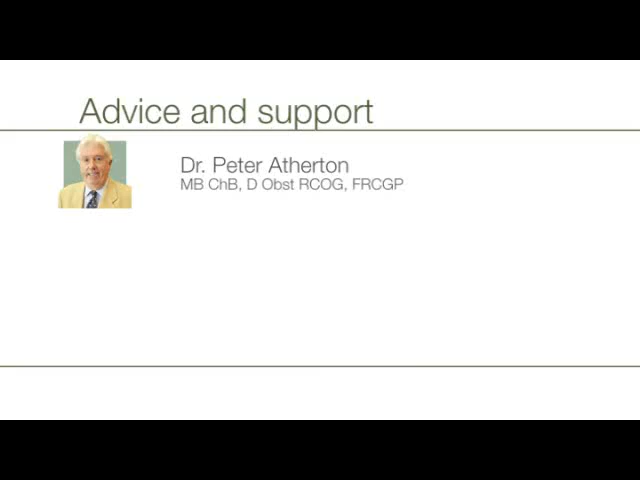 Advice and support
Dr. Peter Atherton
MB ChB, D Obst RCOG, FRCGP